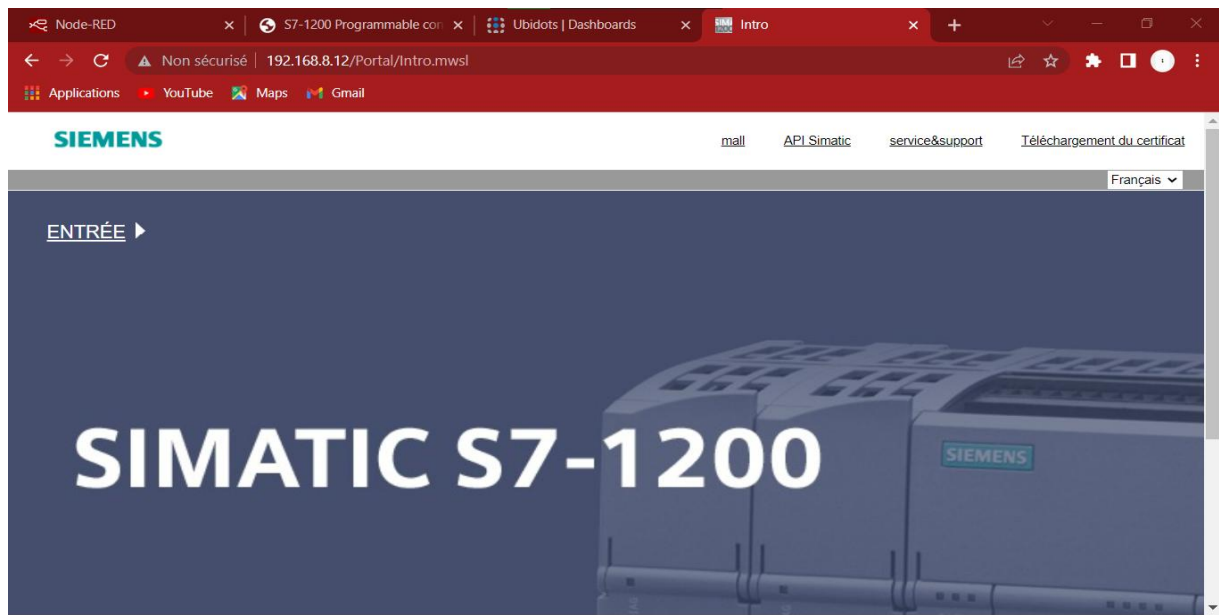 Node-RED
S7-1200 Programmable con
Ubidots | Dashboards
Intro
Non sécurisé | 192.168.8.12/Portal/Intro.mwsl
Applications
YouTube
Maps
Gmail
SIEMENS
mall
API Simatic
service&support
Téléchargement du certificat
Français
ENTRÉE
SIMATIC S7-1200
SIEMENS